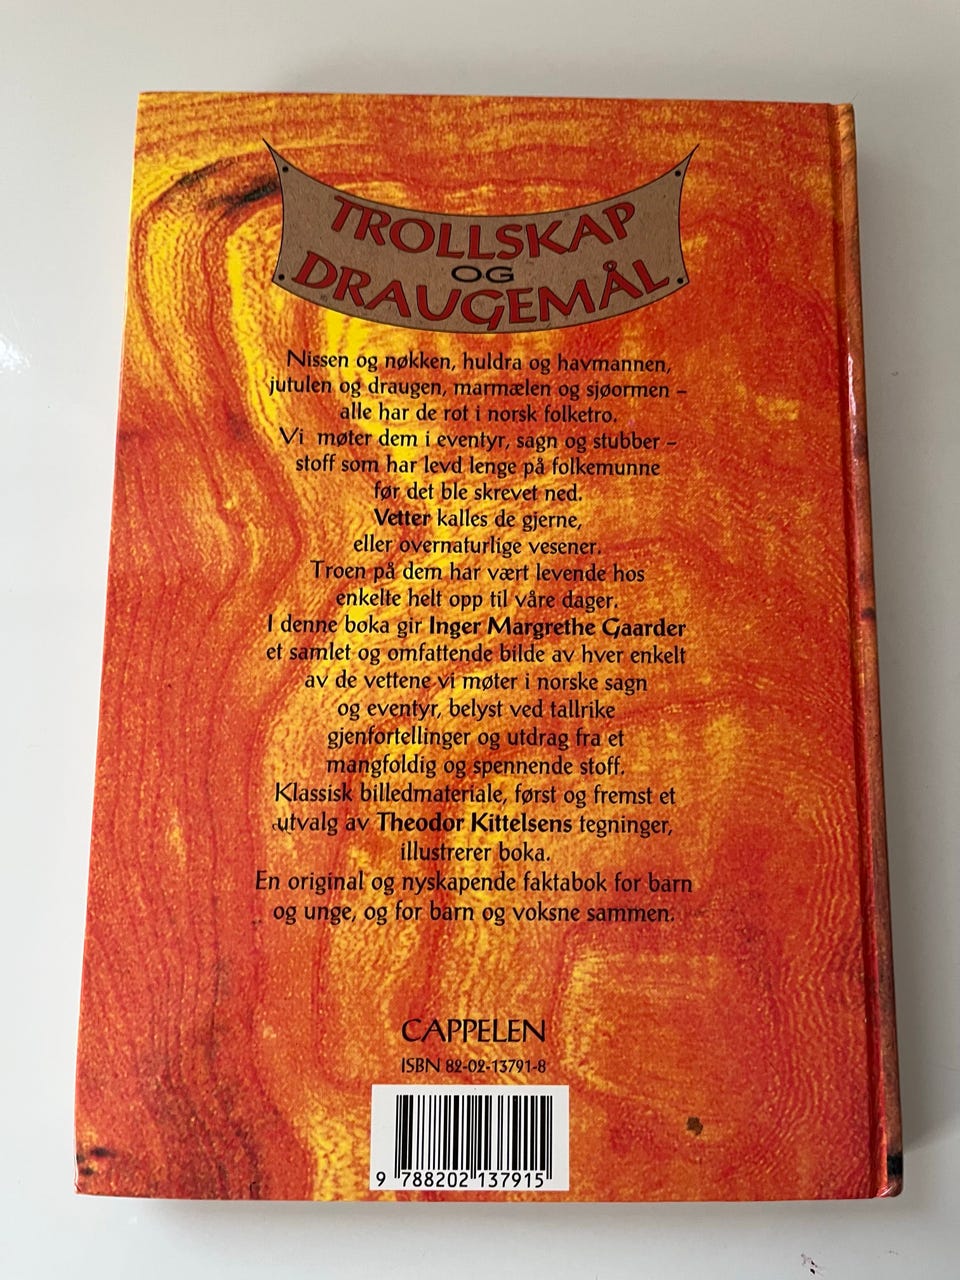 TROLLSKAP
OG
DRAUGEMÅL
Nissen og nøkken, huldra og havmannen,
jutulen og draugen, marmælen og sjøormen –
alle har de rot i norsk folketro.
Vi møter dem i eventyr, sagn og stubber –
stoff som har levd lenge på folkemunne
før det ble skrevet ned.
Vetter kalles de gjerne,
eller overnaturlige vesener.
Troen på dem har vært levende hos
enkelte helt opp til våre dager.
I denne boka gir Inger Margrethe Gaarder
et samlet og omfattende bilde av hver enkelt
av de vettene vi møter i norske sagn
og eventyr, belyst ved tallrike
gjenfortellinger og utdrag fra et
mangfoldig og spennende stoff.
Klassisk billedmateriale, først og fremst et
utvalg av Theodor Kittelsens tegninger,
illustrerer boka.
En original og nyskapende faktabok for barn
og unge, og for barn og voksne sammen.
CAPPELEN
ISBN 82-02-13791-8
9 788202 137915